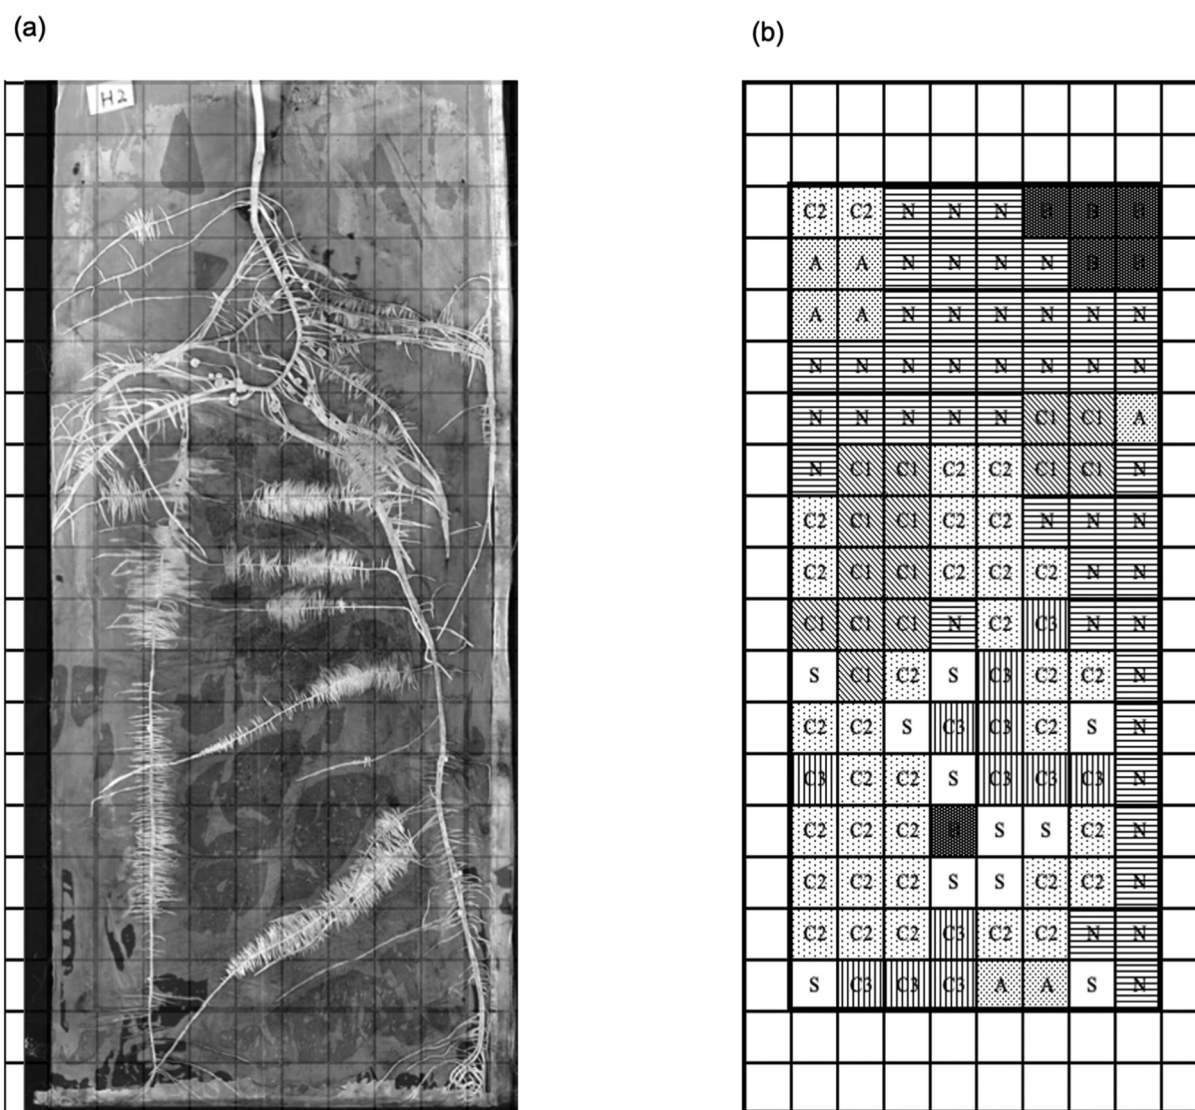 (a)
(b)
H2
C2 C2 N N N B B B
A A N N N N B B
A A N N N N N N
N N N N N N N N
N N N N N C1 C1 A
N C1 C1 C2 C2 C1 C1 N
C2 C1 C1 C2 C2 N N N
C2 C1 C1 C2 C2 C2 N N
C1 C1 C1 N C2 C3 N N
S C1 C2 S C3 C2 C2 N
C2 C2 S C3 C3 C2 S N
C3 C2 C2 S C3 C3 C3 N
C2 C2 C2 B S S C2 N
C2 C2 C2 S S C2 C2 N
C2 C2 C2 C3 C2 C2 N N
S C3 C3 C3 A A S N